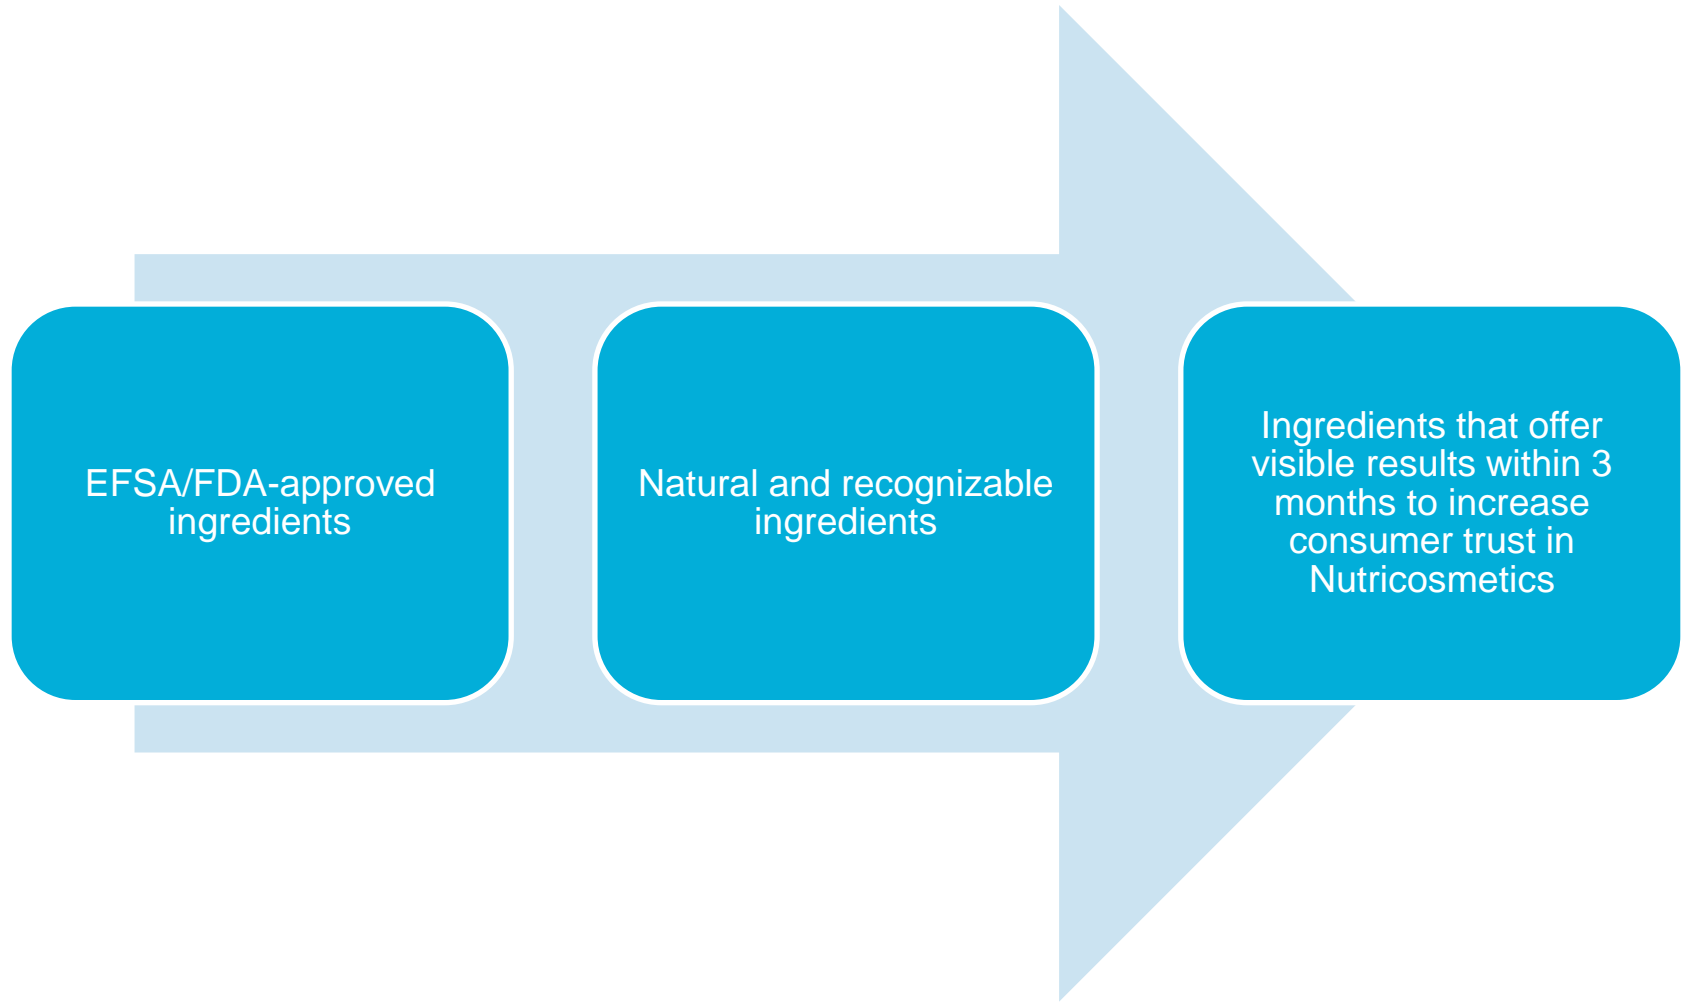 EFSA/FDA-approved
ingredients
Natural and recognizable
ingredients
Ingredients that offer
visible results within 3
months to increase
consumer trust in
Nutricosmetics